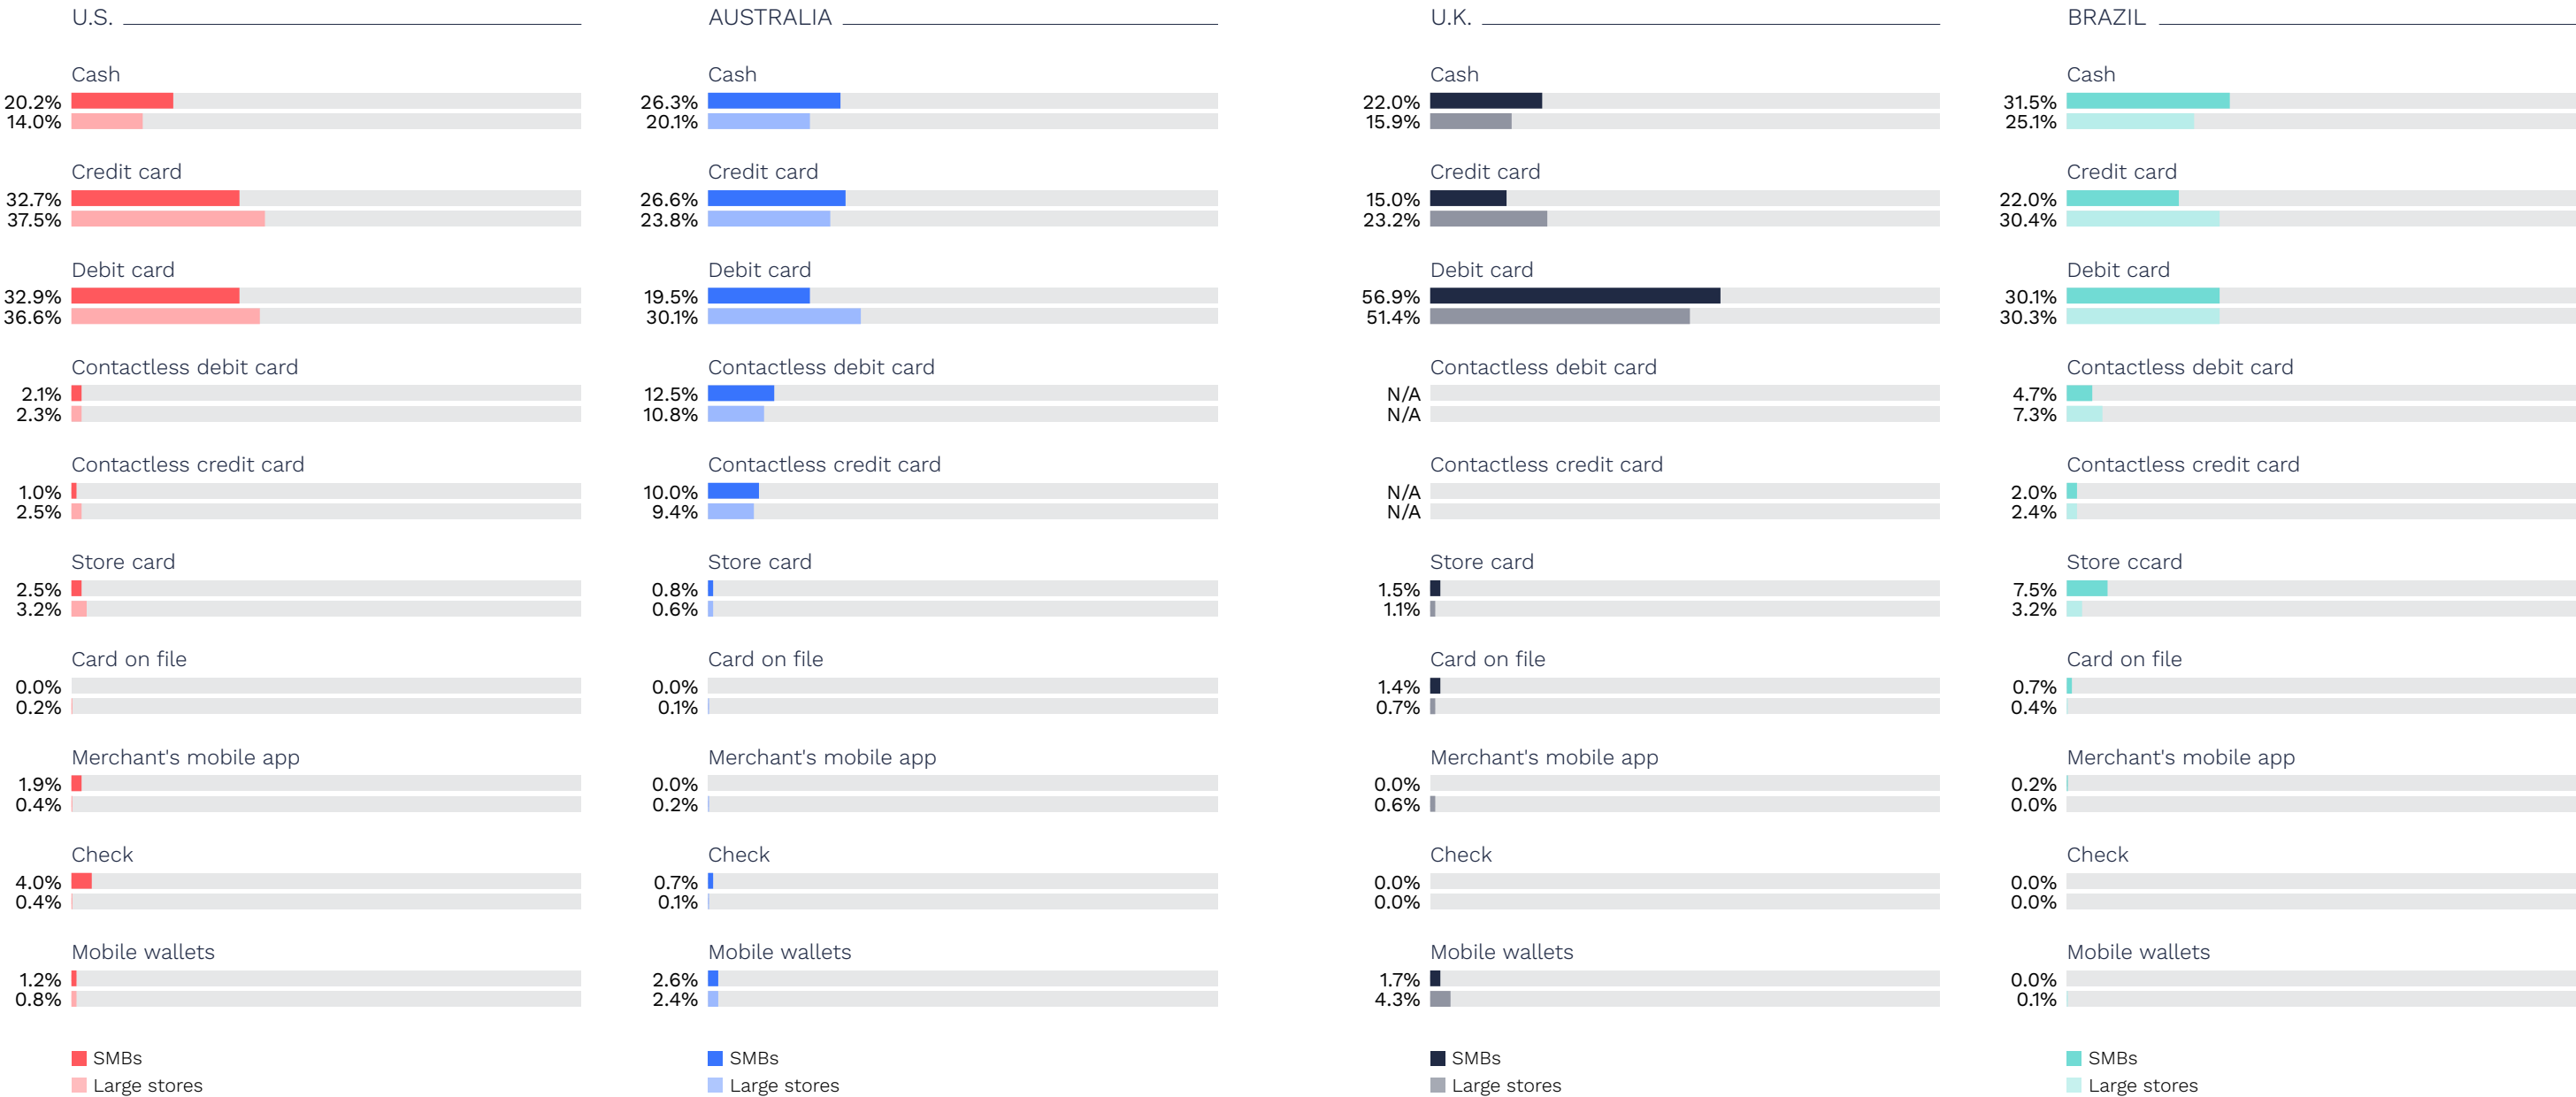 U.S.
Cash
20.2%
14.0%
Credit card
32.7%
37.5%
Debit card
32.9%
36.6%
Contactless debit card
2.1%
2.3%
Contactless credit card
1.0%
2.5%
Store card
2.5%
3.2%
Card on file
0.0%
0.2%
Merchant's mobile app
1.9%
0.4%
Check
4.0%
0.4%
Mobile wallets
1.2%
0.8%
SMBs
Large stores
AUSTRALIA
Cash
26.3%
20.1%
Credit card
26.6%
23.8%
Debit card
19.5%
30.1%
Contactless debit card
12.5%
10.8%
Contactless credit card
10.0%
9.4%
Store card
0.8%
0.6%
Card on file
0.0%
0.1%
Merchant's mobile app
0.0%
0.2%
Check
0.7%
0.1%
Mobile wallets
2.6%
2.4%
SMBs
Large stores
U.K.
Cash
22.0%
15.9%
Credit card
15.0%
23.2%
Debit card
56.9%
51.4%
Contactless debit card
N/A
N/A
Contactless credit card
N/A
N/A
Store card
1.5%
1.1%
Card on file
1.4%
0.7%
Merchant's mobile app
0.0%
0.6%
Check
0.0%
0.0%
Mobile wallets
1.7%
4.3%
SMBs
Large stores
BRAZIL
Cash
31.5%
25.1%
Credit card
22.0%
30.4%
Debit card
30.1%
30.3%
Contactless debit card
4.7%
7.3%
Contactless credit card
2.0%
2.4%
Store ccard
7.5%
3.2%
Card on file
0.7%
0.4%
Merchant's mobile app
0.2%
0.0%
Check
0.0%
0.0%
Mobile wallets
0.0%
0.1%
SMBs
Large stores